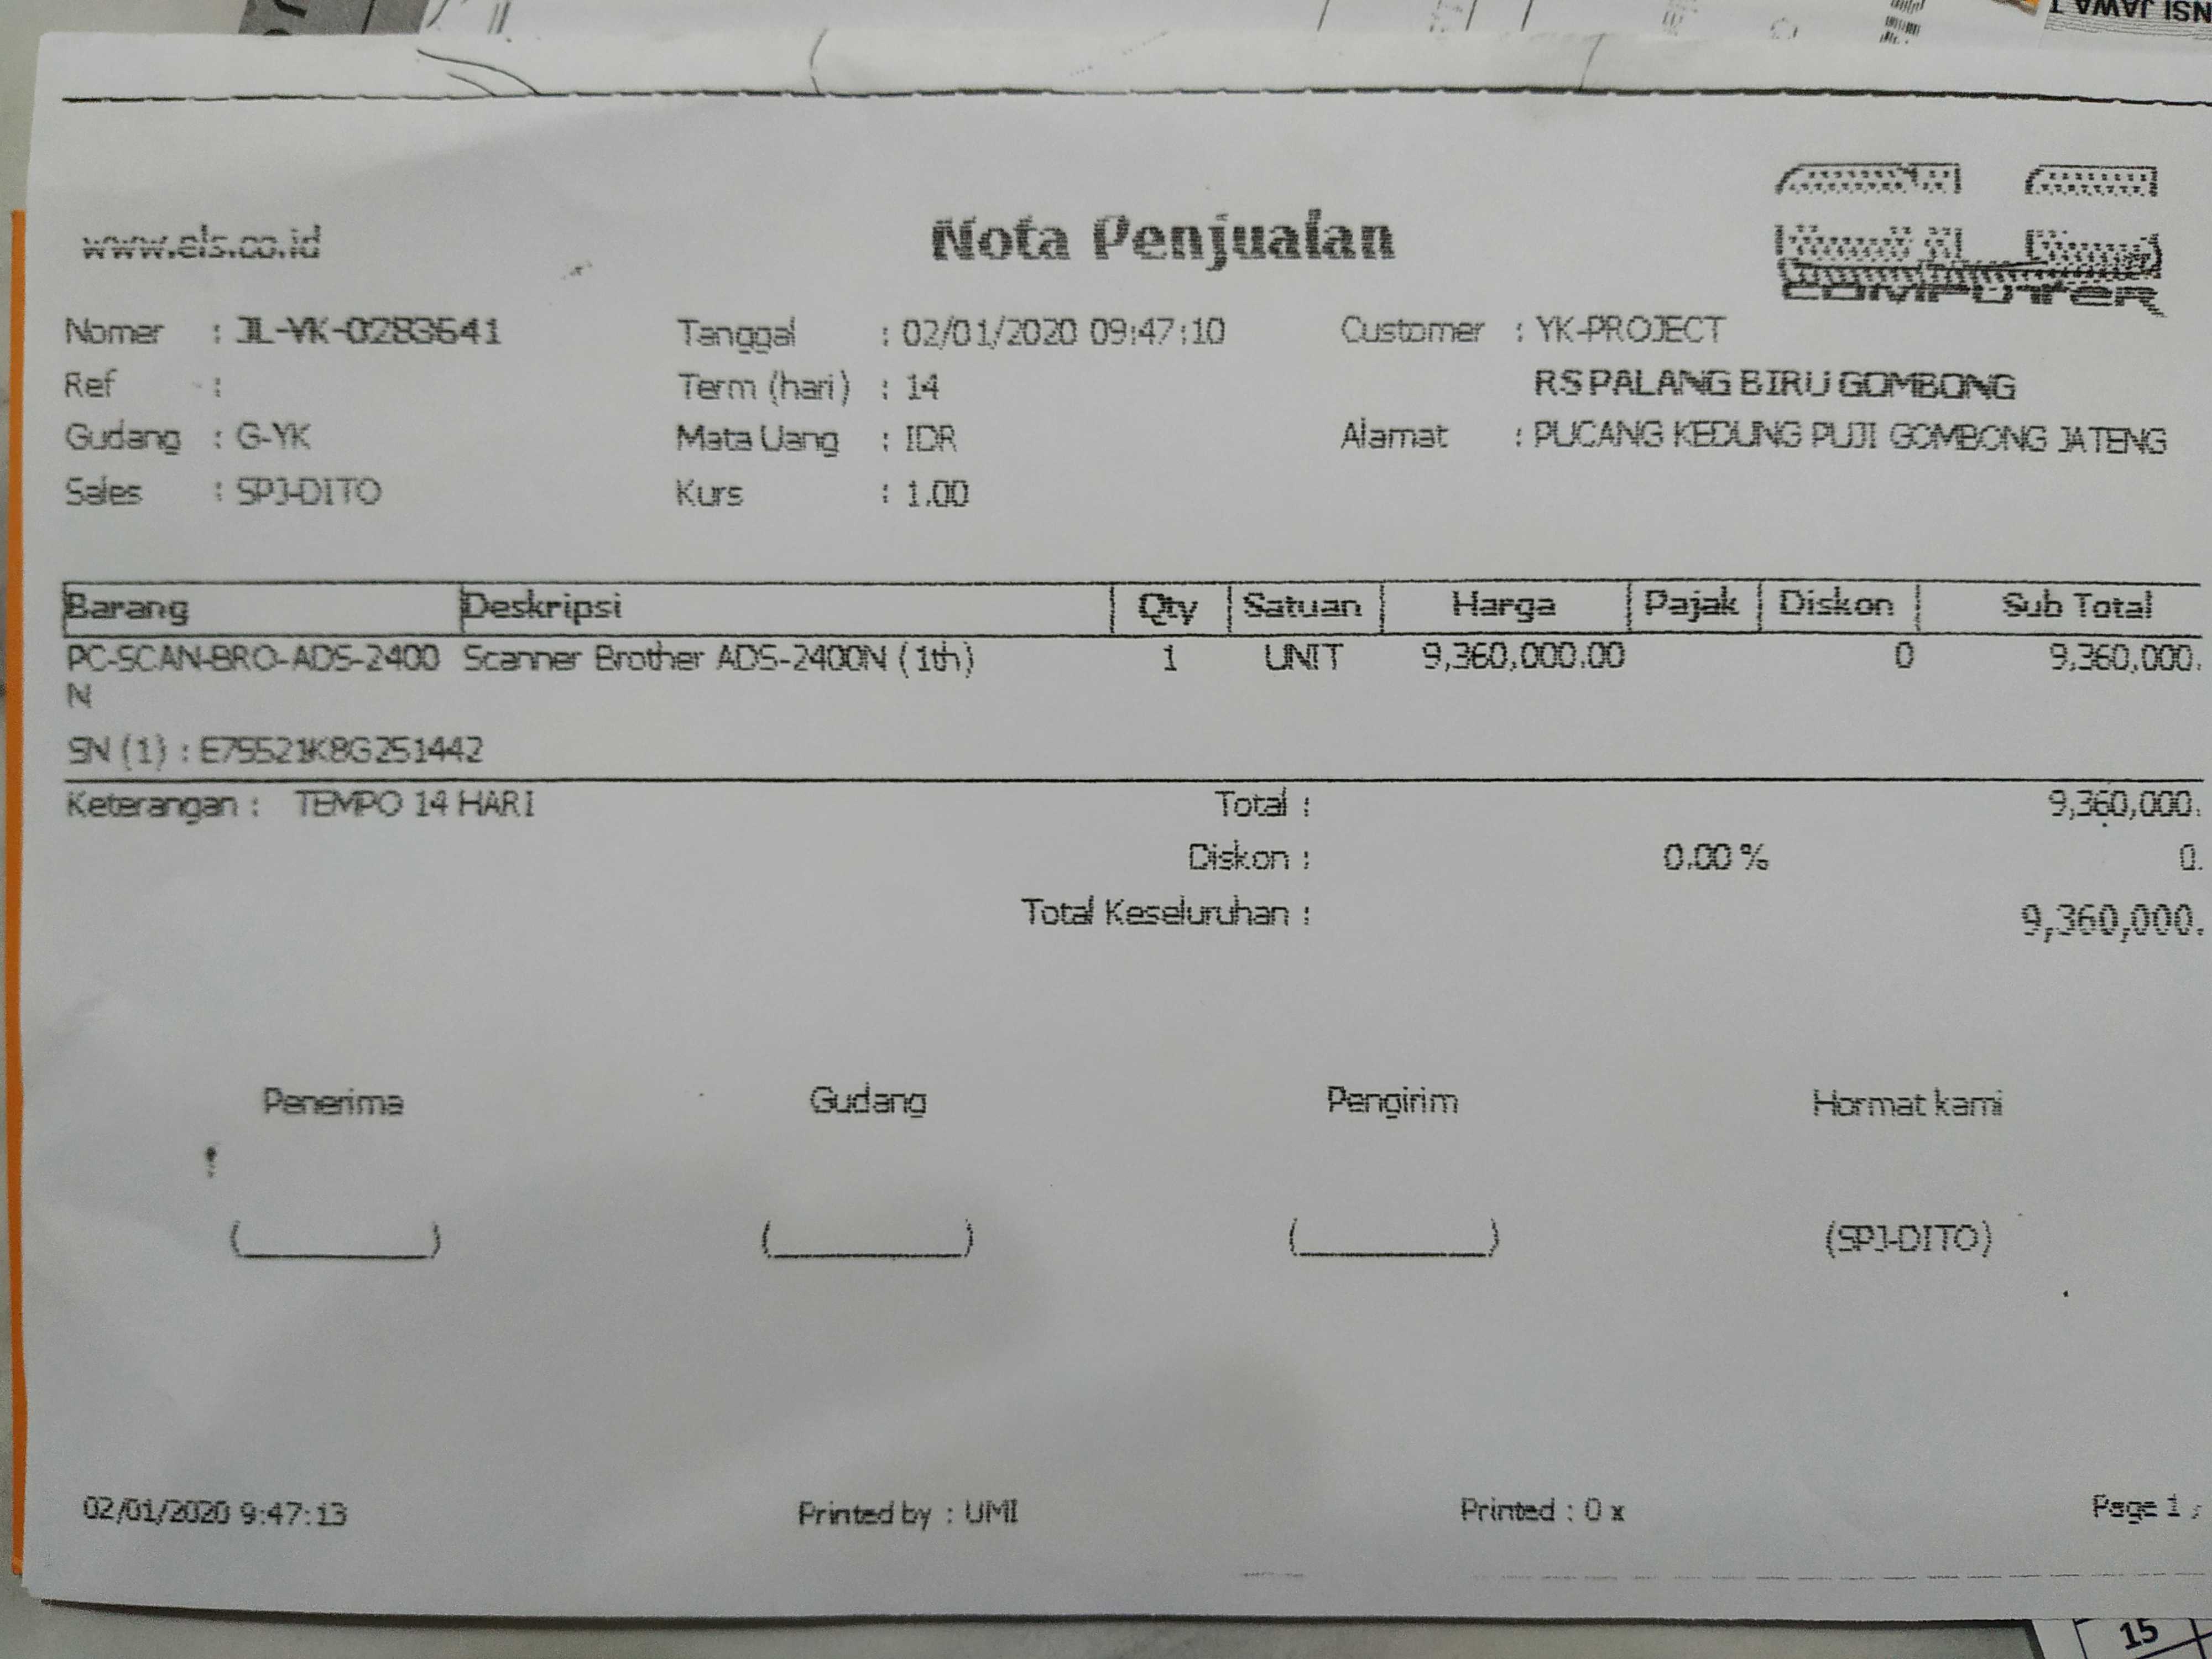 www.els.co.id
Nota Penjualan
COMPUTER
Nomer : JL-YK-0283641
Tanggal : 02/01/2020 09:47:10
Customer : YK-PROJECT
Ref :
Term (hari) : 14
RS PALANG BIRU GOMBONG
Gudang : G-YK
Mata Uang : IDR
Alamat : PUCANG KEDUNG PUJI GOMBONG JATENG
Sales : SPJ-DITO
Kurs : 1.00
Barang Deskripsi Qty Satuan Harga Pajak Diskon Sub Total
PC-SCAN-BRO-ADS-2400 Scanner Brother ADS-2400N (1th) 1 UNIT 9,360,000.00 0 9,360,000.
N
SN (1) : E75521K8G251442
Keterangan : TEMPO 14 HARI
Total : 9,360,000.
Diskon : 0.00 % 0.
Total Keseluruhan : 9,360,000.
Penerima Gudang Pengirim Hormat kami
(SPJ-DITO)
02/01/2020 9:47:13 Printed by : UMI Printed : 0 x Page 1
15